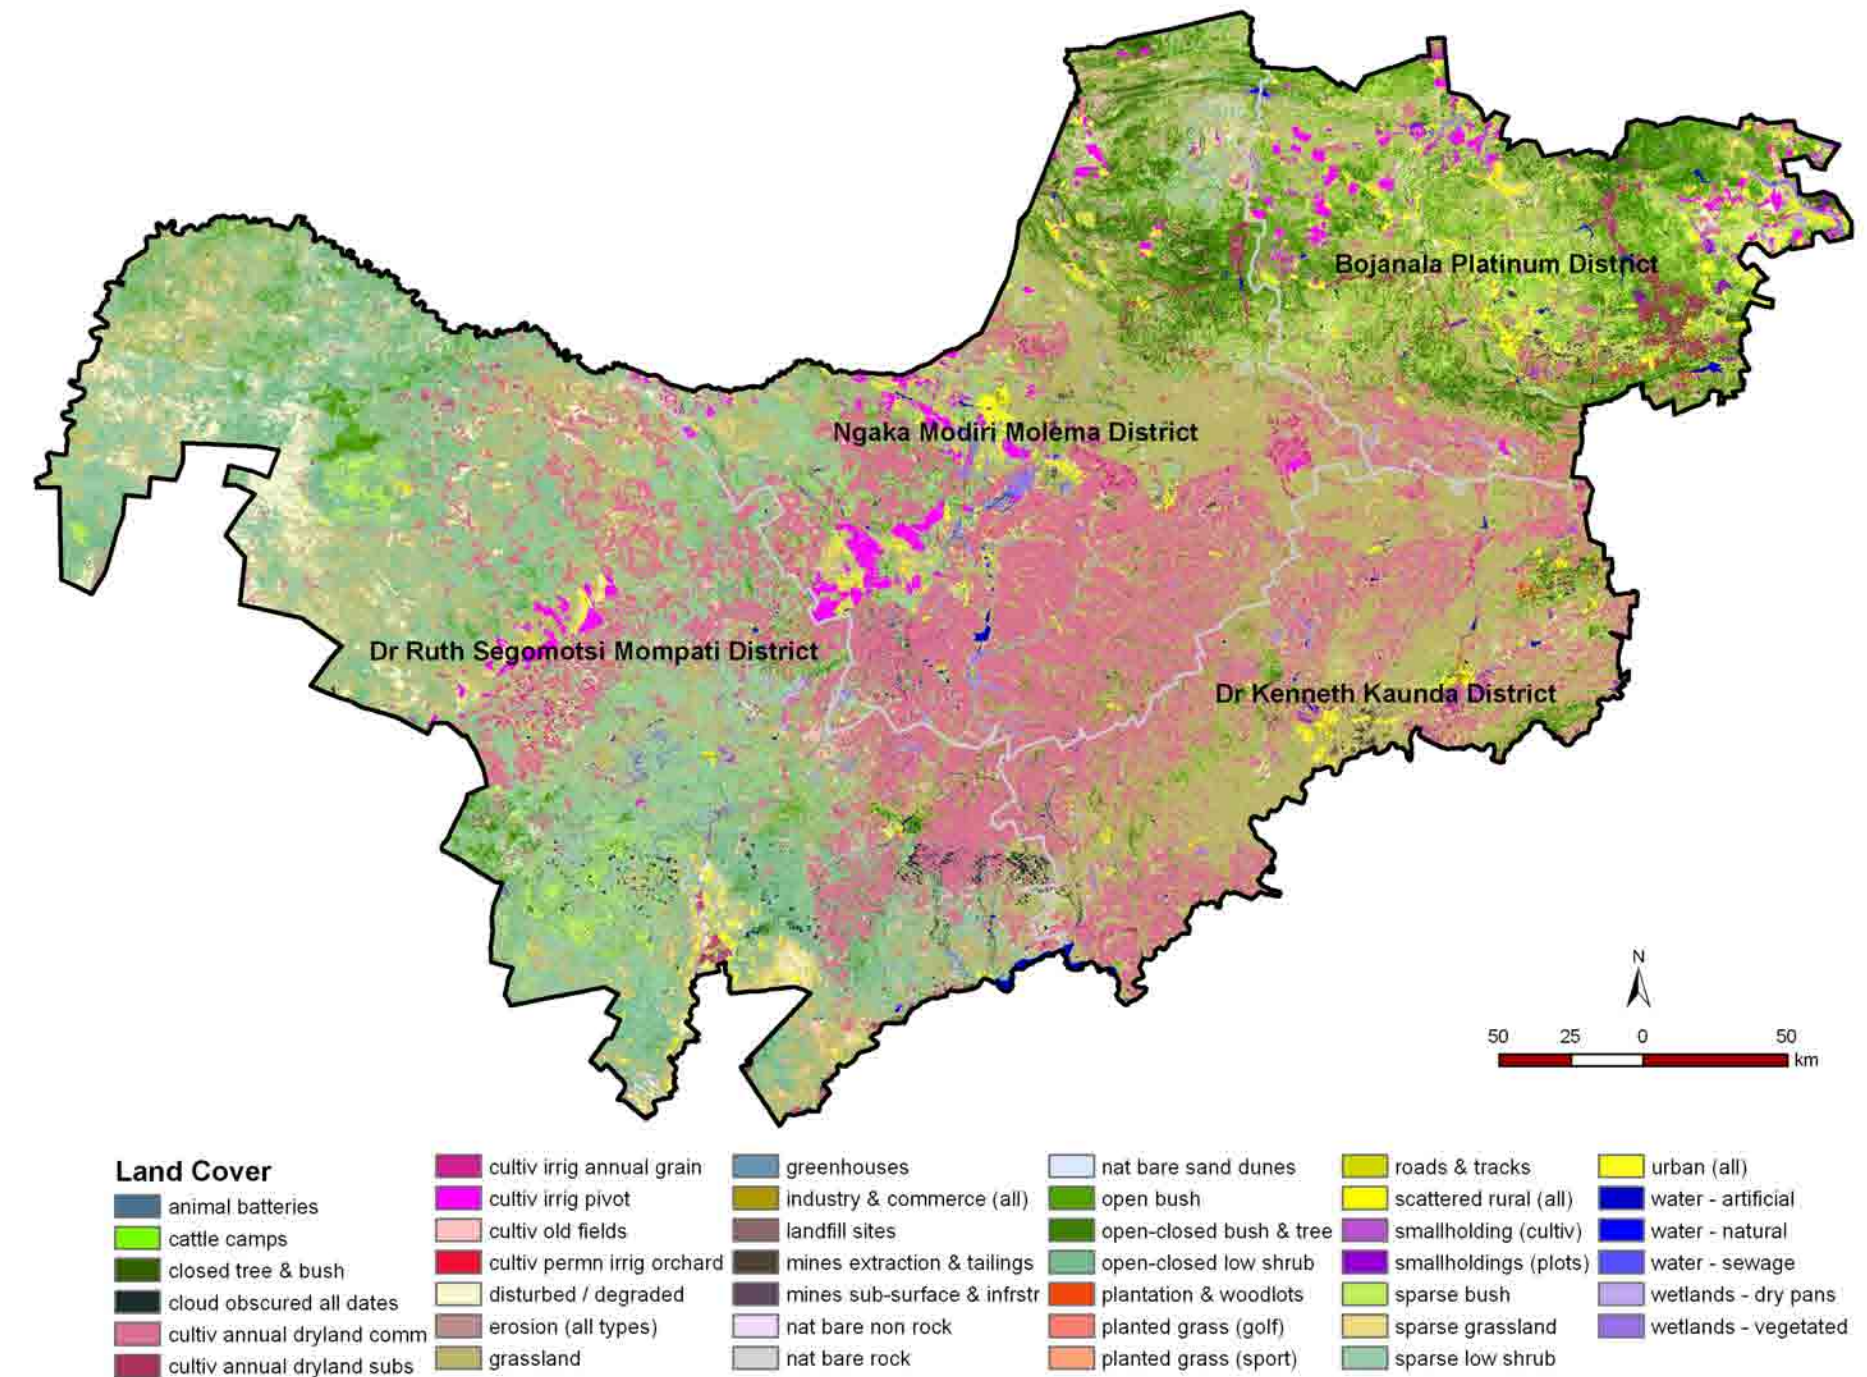 Bojanala Platinum District
Ngaka Modiri Molema District
Dr Ruth Segomotsi Mompati District
Dr Kenneth Kaunda District
N
50 25 0 50
km
Land Cover
animal batteries
cattle camps
closed tree & bush
cloud obscured all dates
cultiv annual dryland comm
cultiv annual dryland subs
cultiv irrig annual grain
cultiv irrig pivot
cultiv old fields
cultiv permn irrig orchard
disturbed / degraded
erosion (all types)
grassland
greenhouses
industry & commerce (all)
landfill sites
mines extraction & tailings
mines sub-surface & infrstr
nat bare non rock
nat bare rock
nat bare sand dunes
open bush
open-closed bush & tree
open-closed low shrub
plantation & woodlots
planted grass (golf)
planted grass (sport)
roads & tracks
scattered rural (all)
smallholding (cultiv)
smallholdings (plots)
sparse bush
sparse grassland
sparse low shrub
urban (all)
water - artificial
water - natural
water - sewage
wetlands - dry pans
wetlands - vegetated